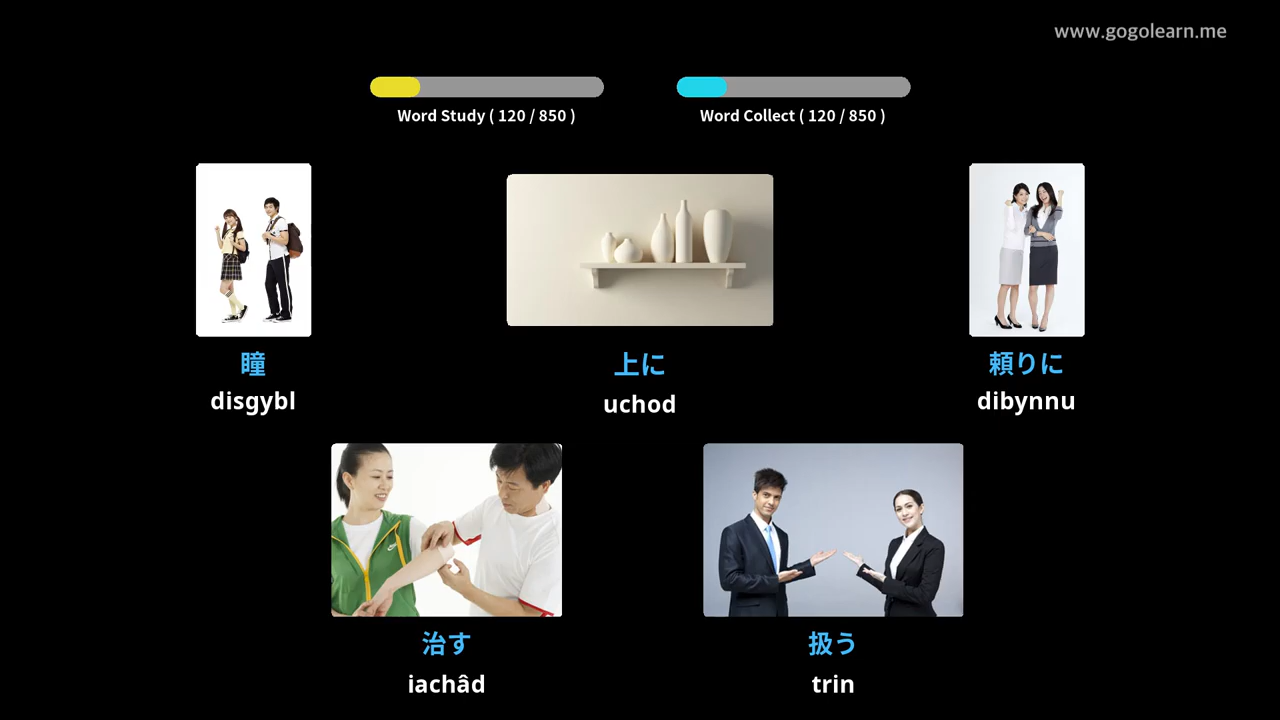 www.gogolearn.me
Word Study ( 120 / 850 )
Word Collect ( 120 / 850 )
瞳
disgybl
上に
uchod
頼りに
dibynnu
治す
iachâd
扱う
trin